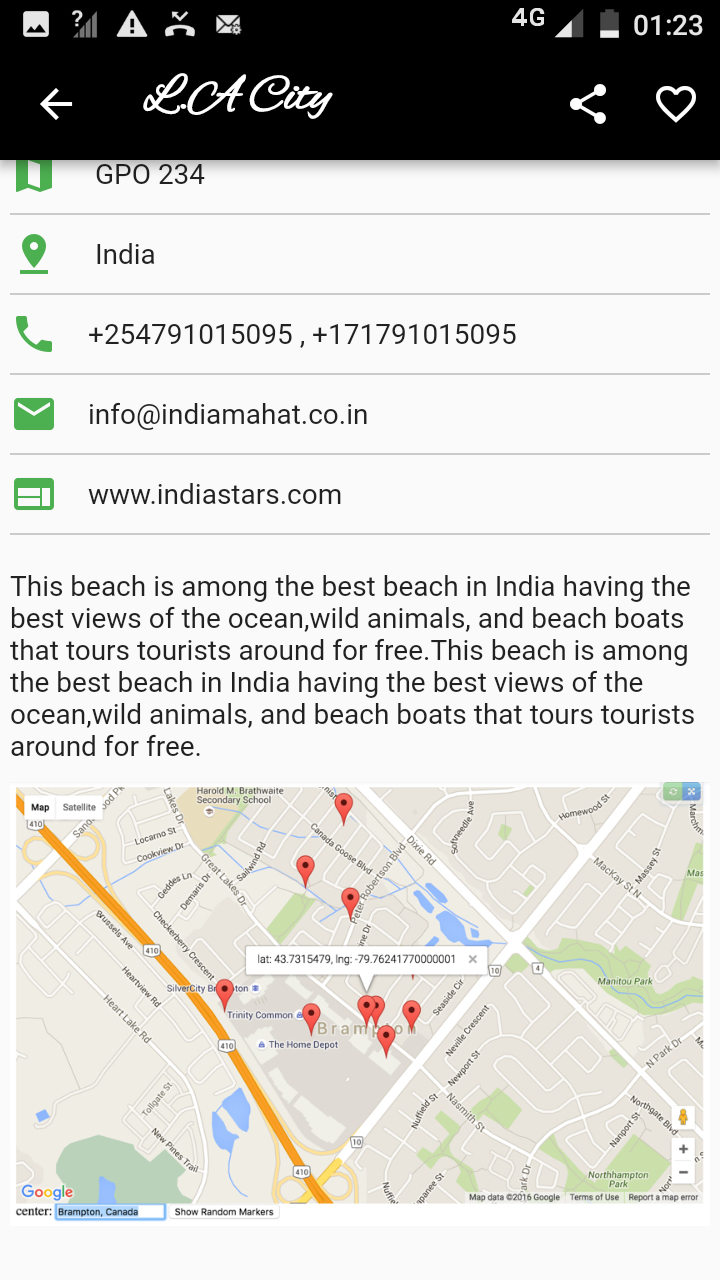 4G 01:23
L.A City
GPO 234
India
+254791015095 , +171791015095
info@indiamahat.co.in
www.indiastars.com
This beach is among the best beach in India having the
best views of the ocean,wild animals, and beach boats
that tours tourists around for free.This beach is among
the best beach in India having the best views of the
ocean,wild animals, and beach boats that tours tourists
around for free.
Map Satellite
Harold M. Brathwaite
Secondary School
410
Lakes Dr
Locarno St
Cookview Dr
Sailwind Rd
Geddes Ln
Demaris Dr
Great Lakes Dr
Canada Goose Blvd
Peter Robertson Blvd
Dixie Rd
Softneedle Ave
Homewood St
MacKay St N
Massey St
Brussels Ave
Checkerberry Crescent
410
lat: 43.7315479, lng: -79.76241770000001
10
4
Manitou Park
Heartview Rd
Heart Lake Rd
SilverCity
Trinity Common
Brampton
The Home Depot
410
Seaside Cir
Neville Crescent
Newport St
N Park Dr
Tollgate St
New Pines Trail
Nuffield St
Nasmith St
Northgate Blvd
Nanport St
10
410
Northhampton
Park
Park Dr
Google
Map data ©2016 Google Terms of Use Report a map error
center: Brampton, Canada Show Random Markers